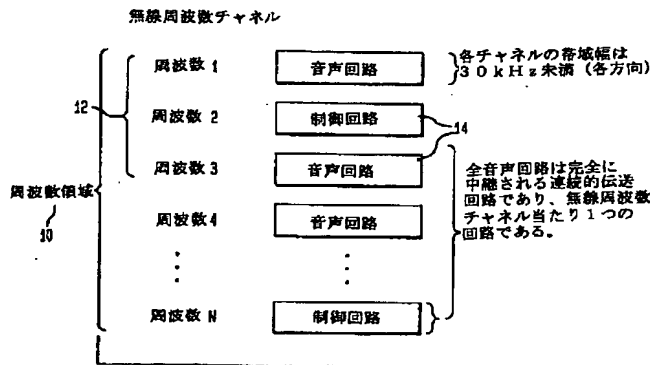 無線周波数チャネル
周波数1 音声回路
各チャネルの帯域幅は
30kHz未満(各方向)
12
周波数2 制御回路
14
周波数3 音声回路
全音声回路は完全に
中継される連続的伝送
回路であり、無線周波数
チャネル当たり1つの
回路である。
周波数領域
10
周波数4 音声回路
周波数N 制御回路